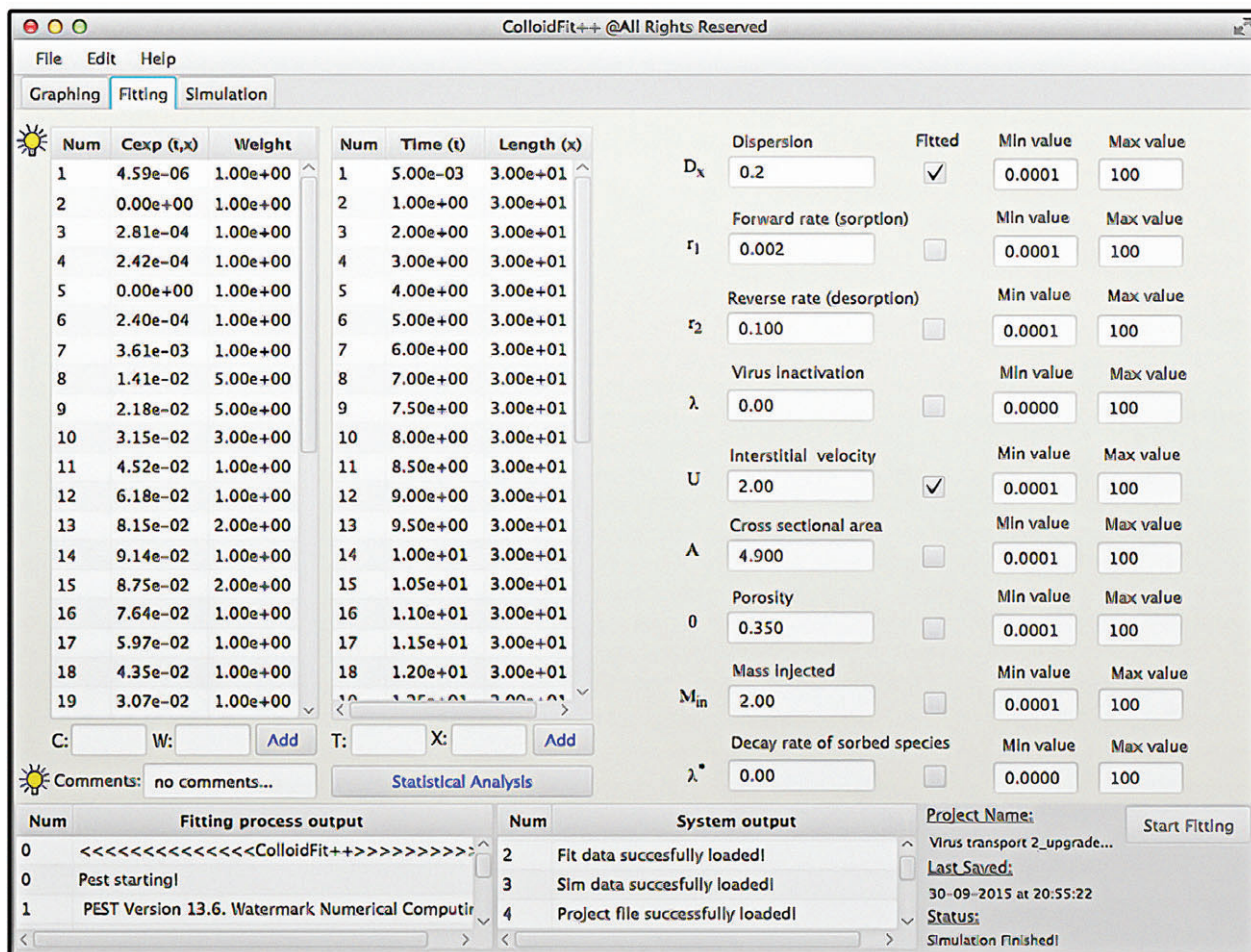 ColloidFit++ @All Rights Reserved
File Edit Help
Graphing Fitting Simulation
Num Cexp (t,x) Weight
1 4.59e-06 1.00e+00
2 0.00e+00 1.00e+00
3 2.81e-04 1.00e+00
4 2.42e-04 1.00e+00
5 0.00e+00 1.00e+00
6 2.40e-04 1.00e+00
7 3.61e-03 1.00e+00
8 1.41e-02 5.00e+00
9 2.18e-02 5.00e+00
10 3.15e-02 3.00e+00
11 4.52e-02 1.00e+00
12 6.18e-02 1.00e+00
13 8.15e-02 2.00e+00
14 9.14e-02 1.00e+00
15 8.75e-02 2.00e+00
16 7.64e-02 1.00e+00
17 5.97e-02 1.00e+00
18 4.35e-02 1.00e+00
19 3.07e-02 1.00e+00
C: W: Add
Num Time (t) Length (x)
1 5.00e-03 3.00e+01
2 1.00e+00 3.00e+01
3 2.00e+00 3.00e+01
4 3.00e+00 3.00e+01
5 4.00e+00 3.00e+01
6 5.00e+00 3.00e+01
7 6.00e+00 3.00e+01
8 7.00e+00 3.00e+01
9 7.50e+00 3.00e+01
10 8.00e+00 3.00e+01
11 8.50e+00 3.00e+01
12 9.00e+00 3.00e+01
13 9.50e+00 3.00e+01
14 1.00e+01 3.00e+01
15 1.05e+01 3.00e+01
16 1.10e+01 3.00e+01
17 1.15e+01 3.00e+01
18 1.20e+01 3.00e+01
T: X: Add
Comments: no comments...
Statistical Analysis
Dispersion Fitted Min value Max value
Dx 0.2 0.0001 100
Forward rate (sorption) Min value Max value
r1 0.002 0.0001 100
Reverse rate (desorption) Min value Max value
r2 0.100 0.0001 100
Virus inactivation Min value Max value
λ 0.00 0.0000 100
Interstitial velocity Min value Max value
U 2.00 0.0001 100
Cross sectional area Min value Max value
A 4.900 0.0001 100
Porosity Min value Max value
0 0.350 0.0001 100
Mass injected Min value Max value
Min 2.00 0.0001 100
Decay rate of sorbed species Min value Max value
λ* 0.00 0.0000 100
Num Fitting process output
0 <<<<<<<<<<<<<<ColloidFit++>>>>>>>>>>
0 Pest starting!
1 PEST Version 13.6. Watermark Numerical Computin
Num System output
2 Fit data succesfully loaded!
3 Sim data succesfully loaded!
4 Project file successfully loaded!
Project Name:
Virus transport 2_upgrade...
Last Saved:
30-09-2015 at 20:55:22
Status:
Simulation Finished!
Start Fitting